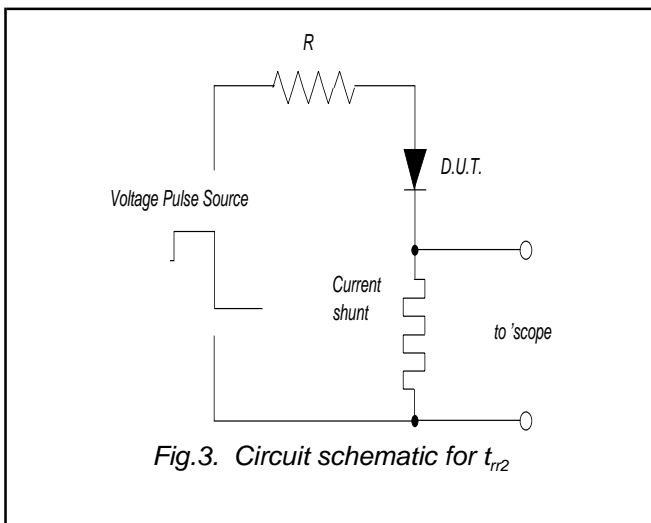 R
D.U.T.
Voltage Pulse Source
Current
shunt
to 'scope
Fig.3. Circuit schematic for trr2